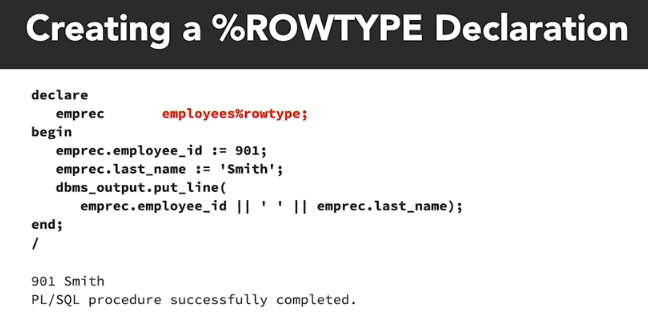 Creating a %ROWTYPE Declaration
declare
emprec employees%rowtype;
begin
emprec.employee_id := 901;
emprec.last_name := 'Smith';
dbms_output.put_line(
emprec.employee_id || ' ' || emprec.last_name);
end;
/
901 Smith
PL/SQL procedure successfully completed.